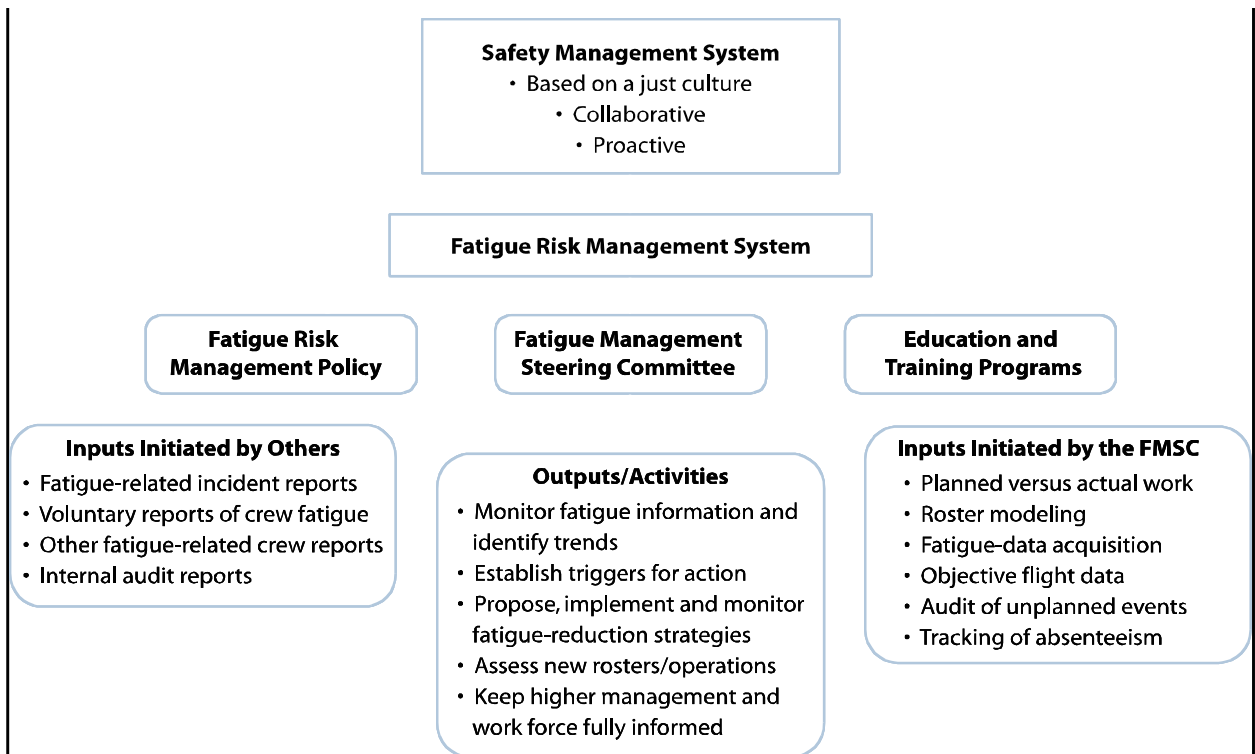 Safety Management System
• Based on a just culture
• Collaborative
• Proactive
Fatigue Risk Management System
Fatigue Risk
Management Policy
Fatigue Management
Steering Committee
Education and
Training Programs
Inputs Initiated by Others
• Fatigue-related incident reports
• Voluntary reports of crew fatigue
• Other fatigue-related crew reports
• Internal audit reports
Outputs/Activities
• Monitor fatigue information and
identify trends
• Establish triggers for action
• Propose, implement and monitor
fatigue-reduction strategies
• Assess new rosters/operations
• Keep higher management and
work force fully informed
Inputs Initiated by the FMSC
• Planned versus actual work
• Roster modeling
• Fatigue-data acquisition
• Objective flight data
• Audit of unplanned events
• Tracking of absenteeism